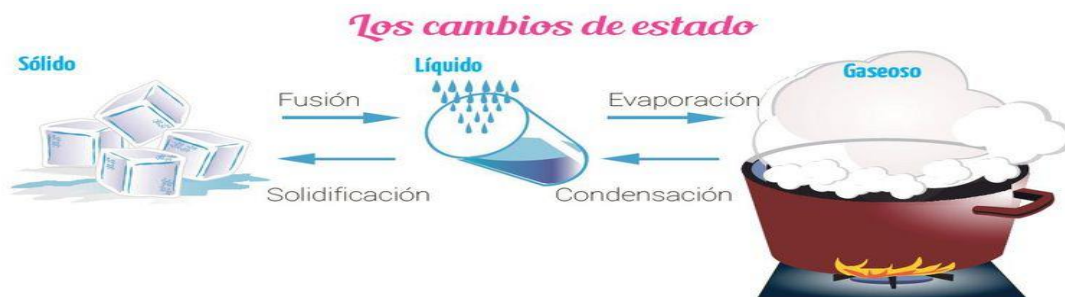 Los cambios de estado
Sólido
Líquido
Gaseoso
Fusión
Evaporación
Solidificación
Condensación